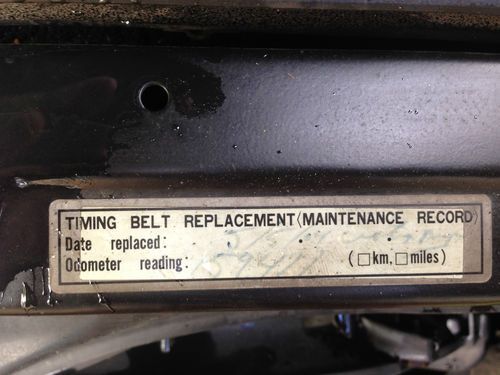 TIMING BELT REPLACEMENT (MAINTENANCE RECORD)
Date replaced:
Odometer reading: (□km, □miles)